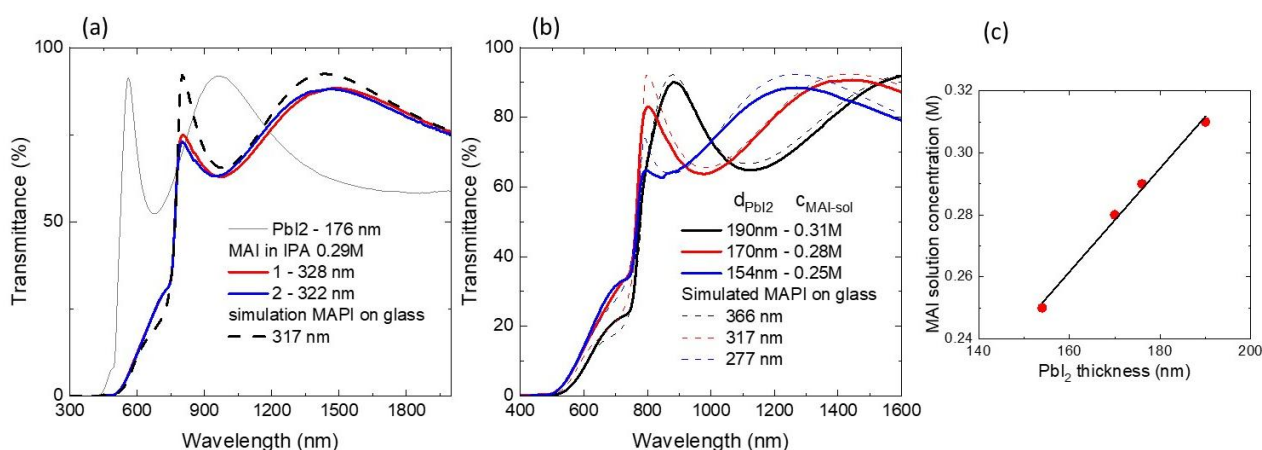 (a)
100
75
50
25
0
Transmittance (%)
PbI2 - 176 nm
MAI in IPA 0.29M
1 - 328 nm
2 - 322 nm
simulation MAPI on glass
317 nm
300 600 900 1200 1500 1800
Wavelength (nm)
(b)
100
80
60
40
20
0
Transmittance (%)
dPbI2 cMAI-sol
190nm - 0.31M
170nm - 0.28M
154nm - 0.25M
Simulated MAPI on glass
366 nm
317 nm
277 nm
400 600 800 1000 1200 1400 1600
Wavelength (nm)
(c)
0.32
0.30
0.28
0.26
0.24
MAI solution concentration (M)
140 160 180 200
PbI2 thickness (nm)